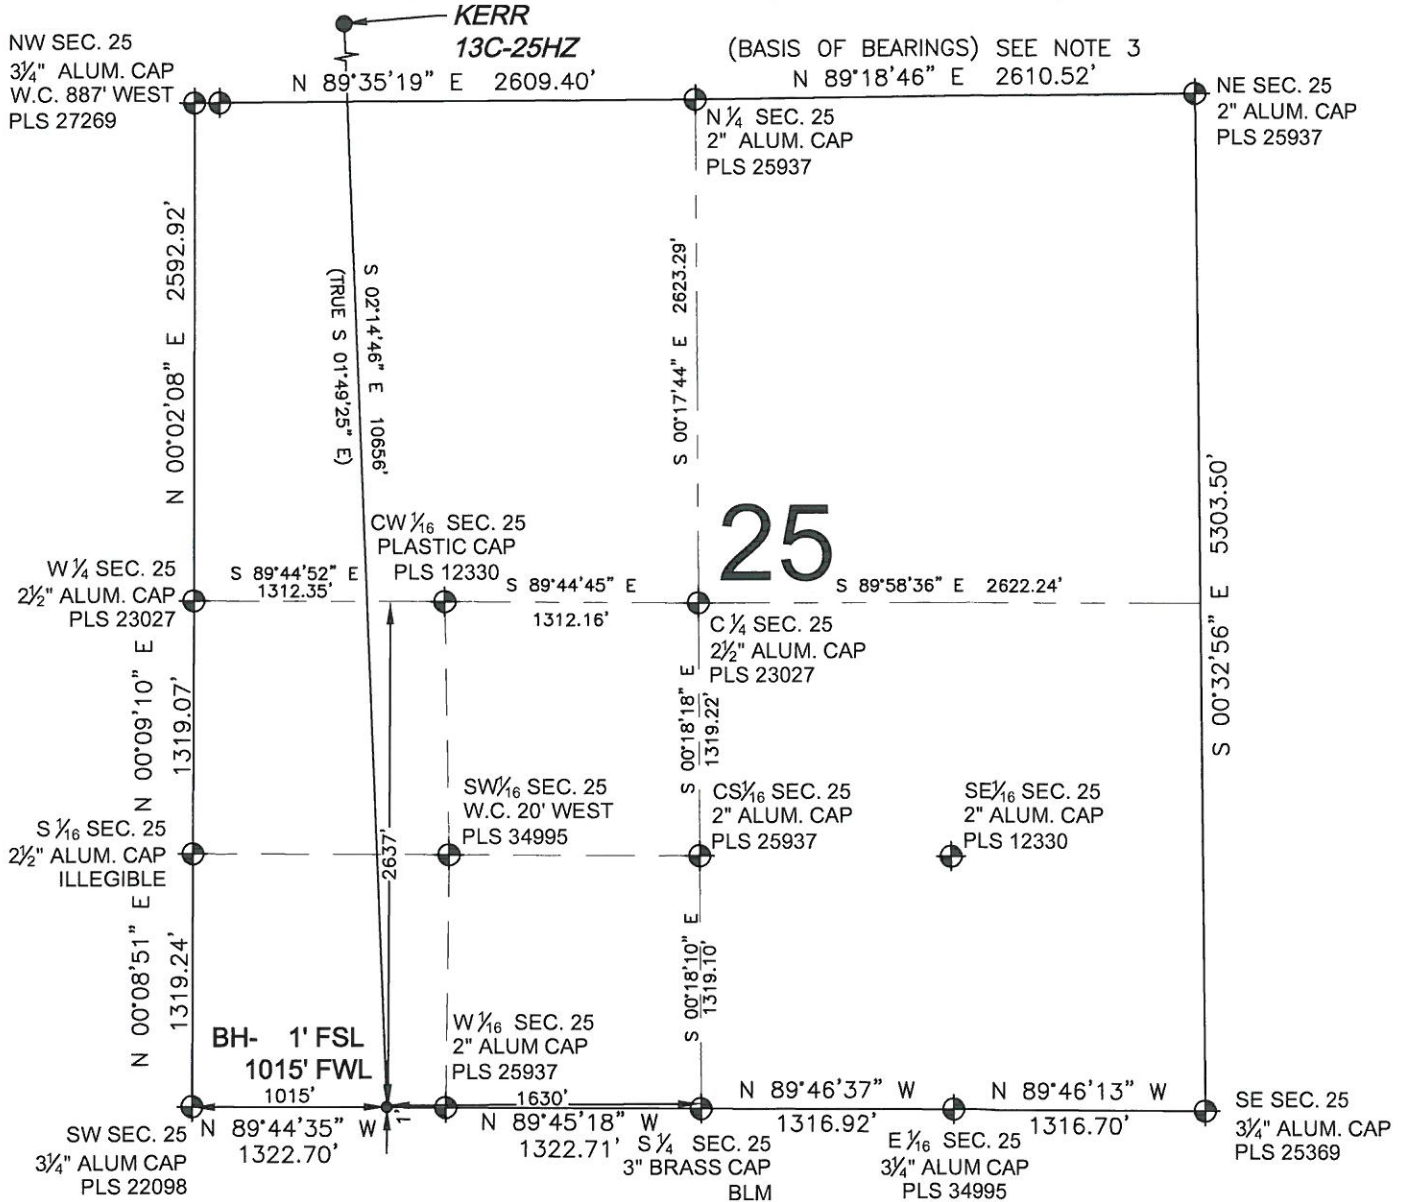 KERR
13C-25HZ
(BASIS OF BEARINGS) SEE NOTE 3
N 89°35'19" E 2609.40'
N 89°18'46" E 2610.52'
NW SEC. 25
3¼" ALUM. CAP
W.C. 887' WEST
PLS 27269
N ¼ SEC. 25
2" ALUM. CAP
PLS 25937
NE SEC. 25
2" ALUM. CAP
PLS 25937
N 00°02'08" E 2592.92'
S 02°14'46" E 10656'
(TRUE S 01°49'25" E)
S 00°17'44" E 2623.29'
25
S 00°32'56" E 5303.50'
CW 1/16 SEC. 25
PLASTIC CAP
PLS 12330
W ¼ SEC. 25
2½" ALUM. CAP
PLS 23027
S 89°44'52" E
1312.35'
S 89°44'45" E
1312.16'
S 89°58'36" E 2622.24'
C ¼ SEC. 25
2½" ALUM. CAP
PLS 23027
N 00°09'10" E
1319.07'
S 00°18'18" E
1319.22'
2637'
SW 1/16 SEC. 25
W.C. 20' WEST
PLS 34995
CS 1/16 SEC. 25
2" ALUM. CAP
PLS 25937
SE 1/16 SEC. 25
2" ALUM. CAP
PLS 12330
S 1/16 SEC. 25
2½" ALUM. CAP
ILLEGIBLE
N 00°08'51" E
1319.24'
S 00°18'10" E
1319.10'
BH- 1' FSL
1015' FWL
1015'
W 1/16 SEC. 25
2" ALUM CAP
PLS 25937
1630'
1'
SW SEC. 25
3¼" ALUM CAP
PLS 22098
N 89°44'35" W
1322.70'
N 89°45'18" W
1322.71'
S ¼ SEC. 25
3" BRASS CAP
BLM
N 89°46'37" W
1316.92'
E 1/16 SEC. 25
3¼" ALUM CAP
PLS 34995
N 89°46'13" W
1316.70'
SE SEC. 25
3¼" ALUM. CAP
PLS 25369